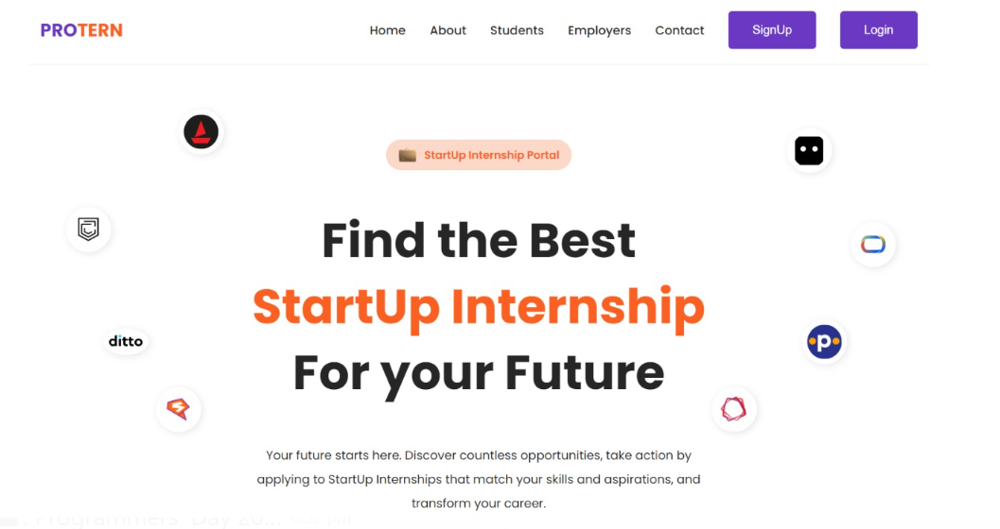 PROTERN
Home About Students Employers Contact SignUp Login
StartUp Internship Portal
Find the Best
StartUp Internship
For your Future
ditto
p
Your future starts here. Discover countless opportunities, take action by
applying to StartUp Internships that match your skills and aspirations, and
transform your career.
Programmers' Day 20...